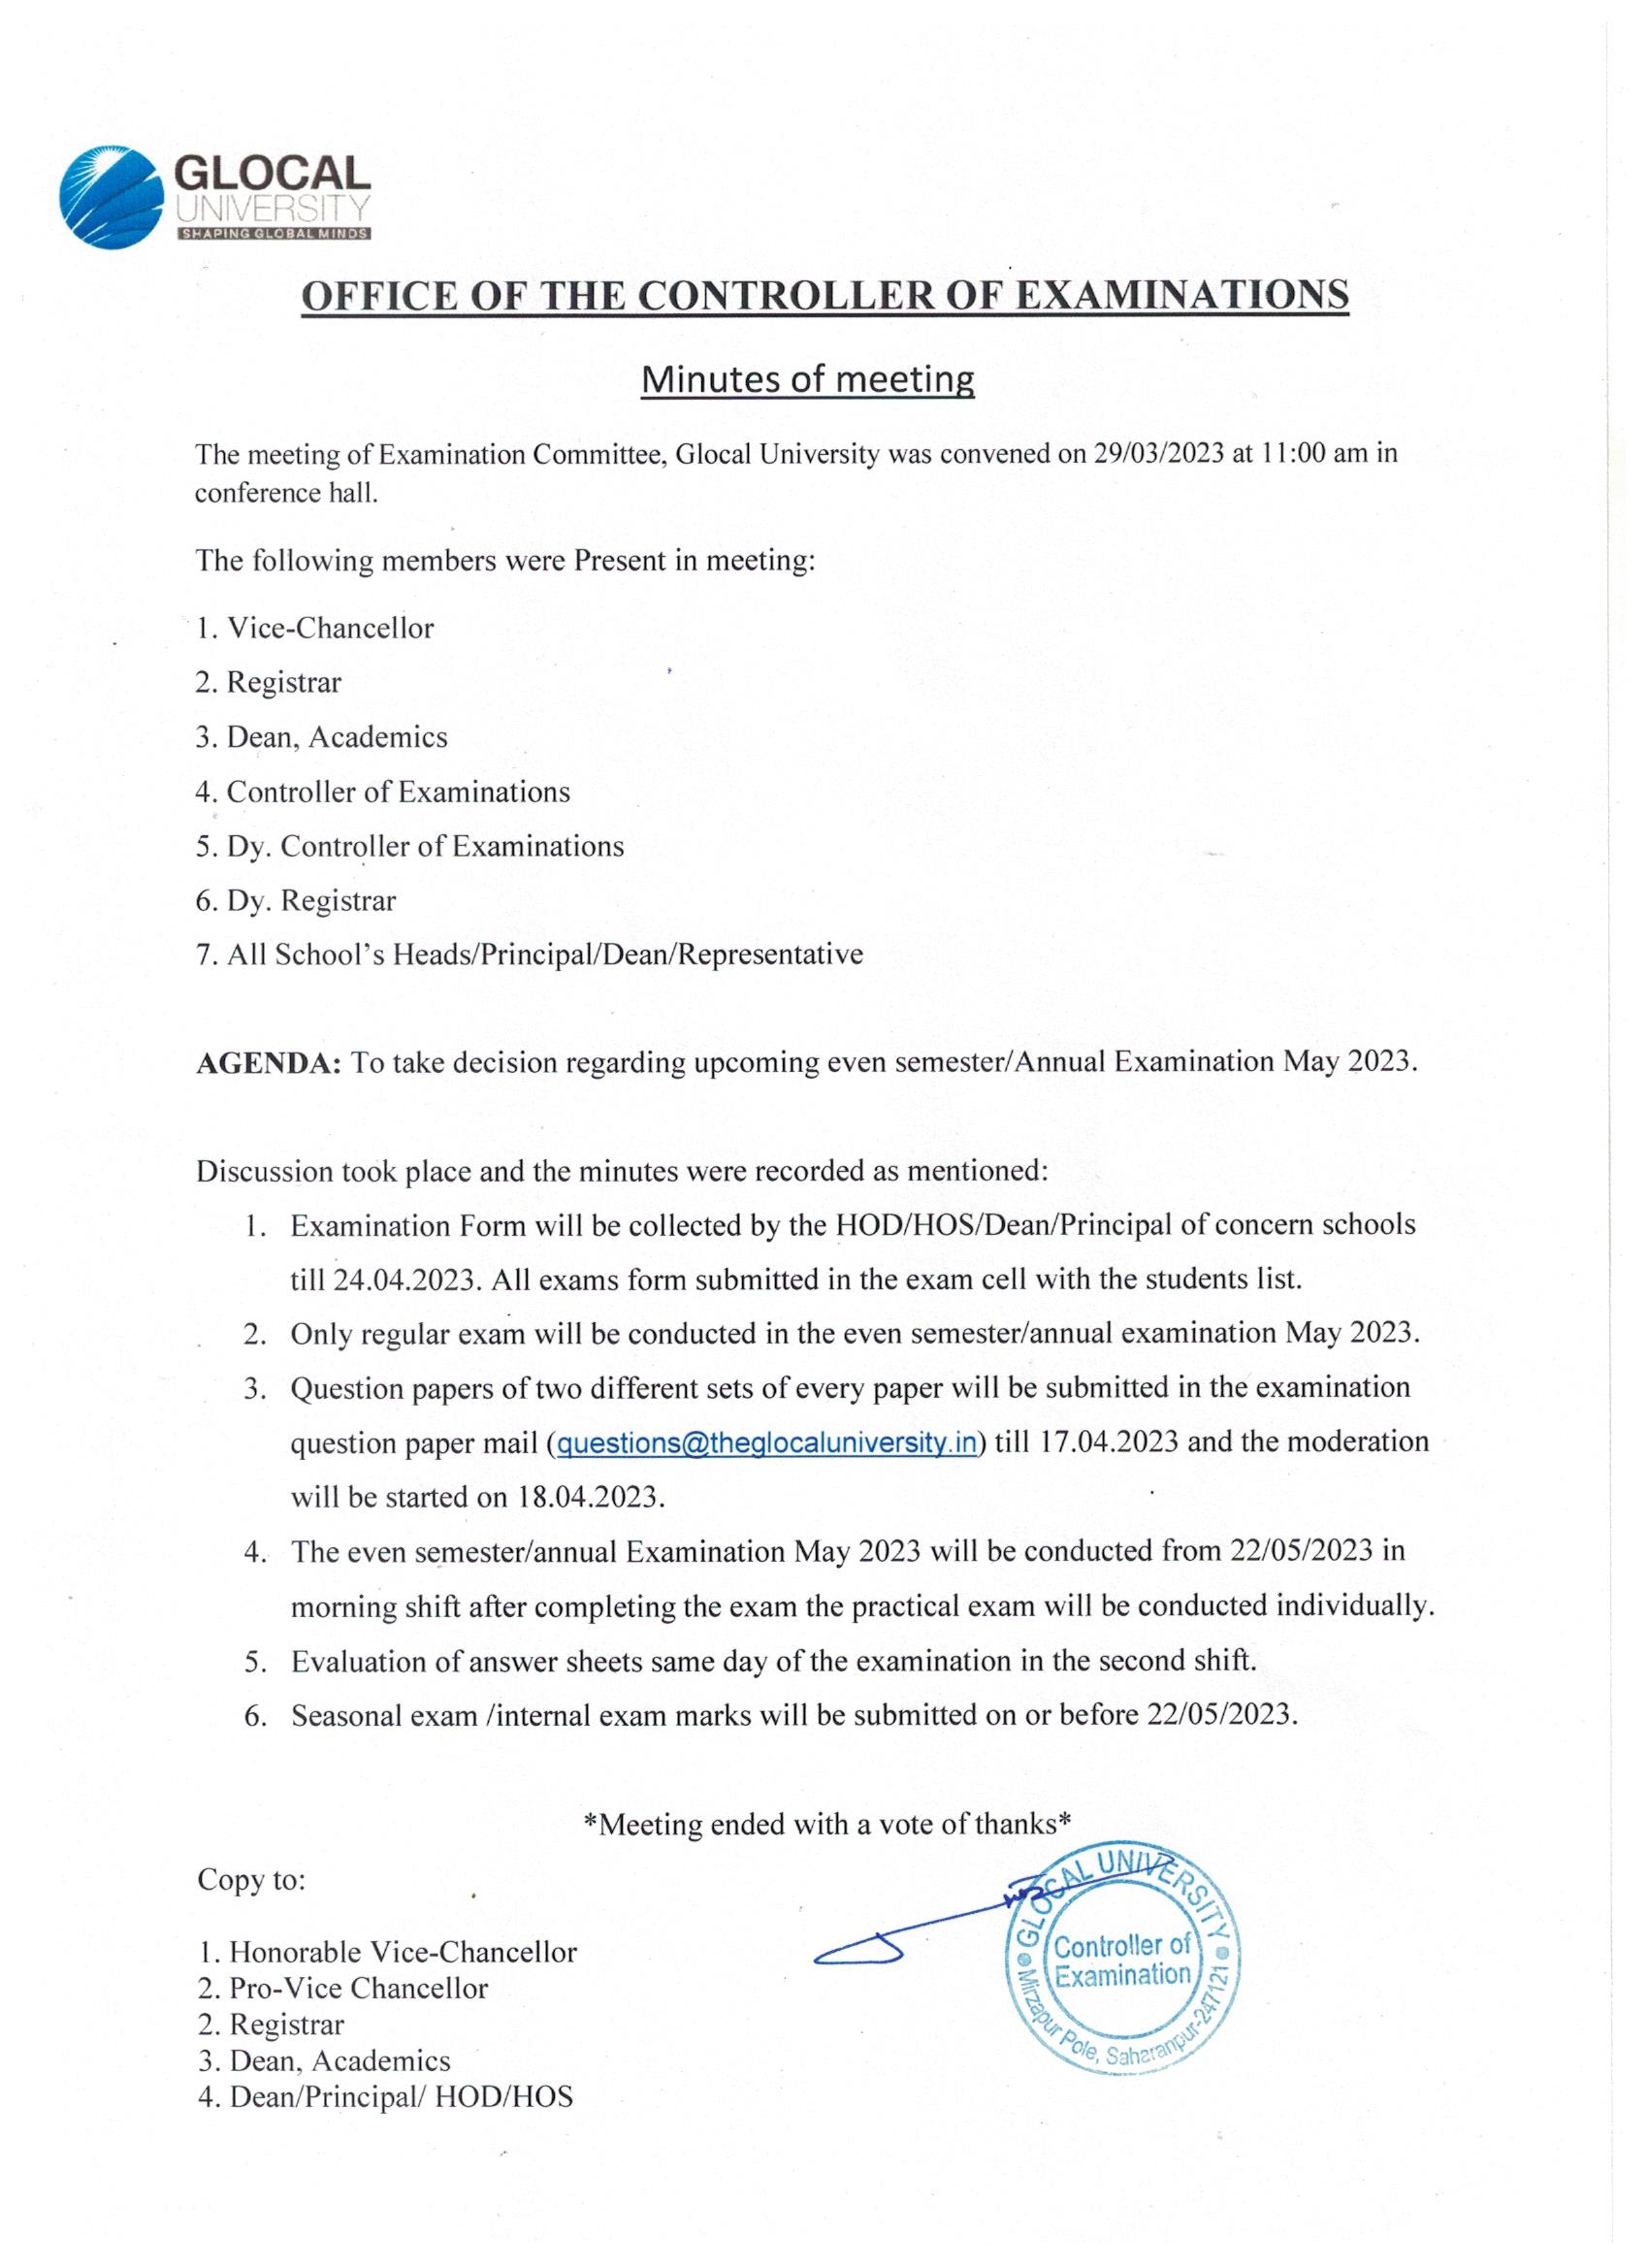 GLOCAL
UNIVERSITY
SHAPING GLOBAL MINDS
OFFICE OF THE CONTROLLER OF EXAMINATIONS
Minutes of meeting
The meeting of Examination Committee, Glocal University was convened on 29/03/2023 at 11:00 am in
conference hall.
The following members were Present in meeting:
1. Vice-Chancellor
2. Registrar
3. Dean, Academics
4. Controller of Examinations
5. Dy. Controller of Examinations
6. Dy. Registrar
7. All School’s Heads/Principal/Dean/Representative
AGENDA: To take decision regarding upcoming even semester/Annual Examination May 2023.
Discussion took place and the minutes were recorded as mentioned:
1. Examination Form will be collected by the HOD/HOS/Dean/Principal of concern schools
till 24.04.2023. All exams form submitted in the exam cell with the students list.
2. Only regular exam will be conducted in the even semester/annual examination May 2023.
3. Question papers of two different sets of every paper will be submitted in the examination
question paper mail (questions@theglocaluniversity.in) till 17.04.2023 and the moderation
will be started on 18.04.2023.
4. The even semester/annual Examination May 2023 will be conducted from 22/05/2023 in
morning shift after completing the exam the practical exam will be conducted individually.
5. Evaluation of answer sheets same day of the examination in the second shift.
6. Seasonal exam /internal exam marks will be submitted on or before 22/05/2023.
*Meeting ended with a vote of thanks*
Copy to:
1. Honorable Vice-Chancellor
2. Pro-Vice Chancellor
2. Registrar
3. Dean, Academics
4. Dean/Principal/ HOD/HOS
GLOCAL UNIVERSITY
Controller of
Examination
Mirzapur Pole, Saharanpur-247121